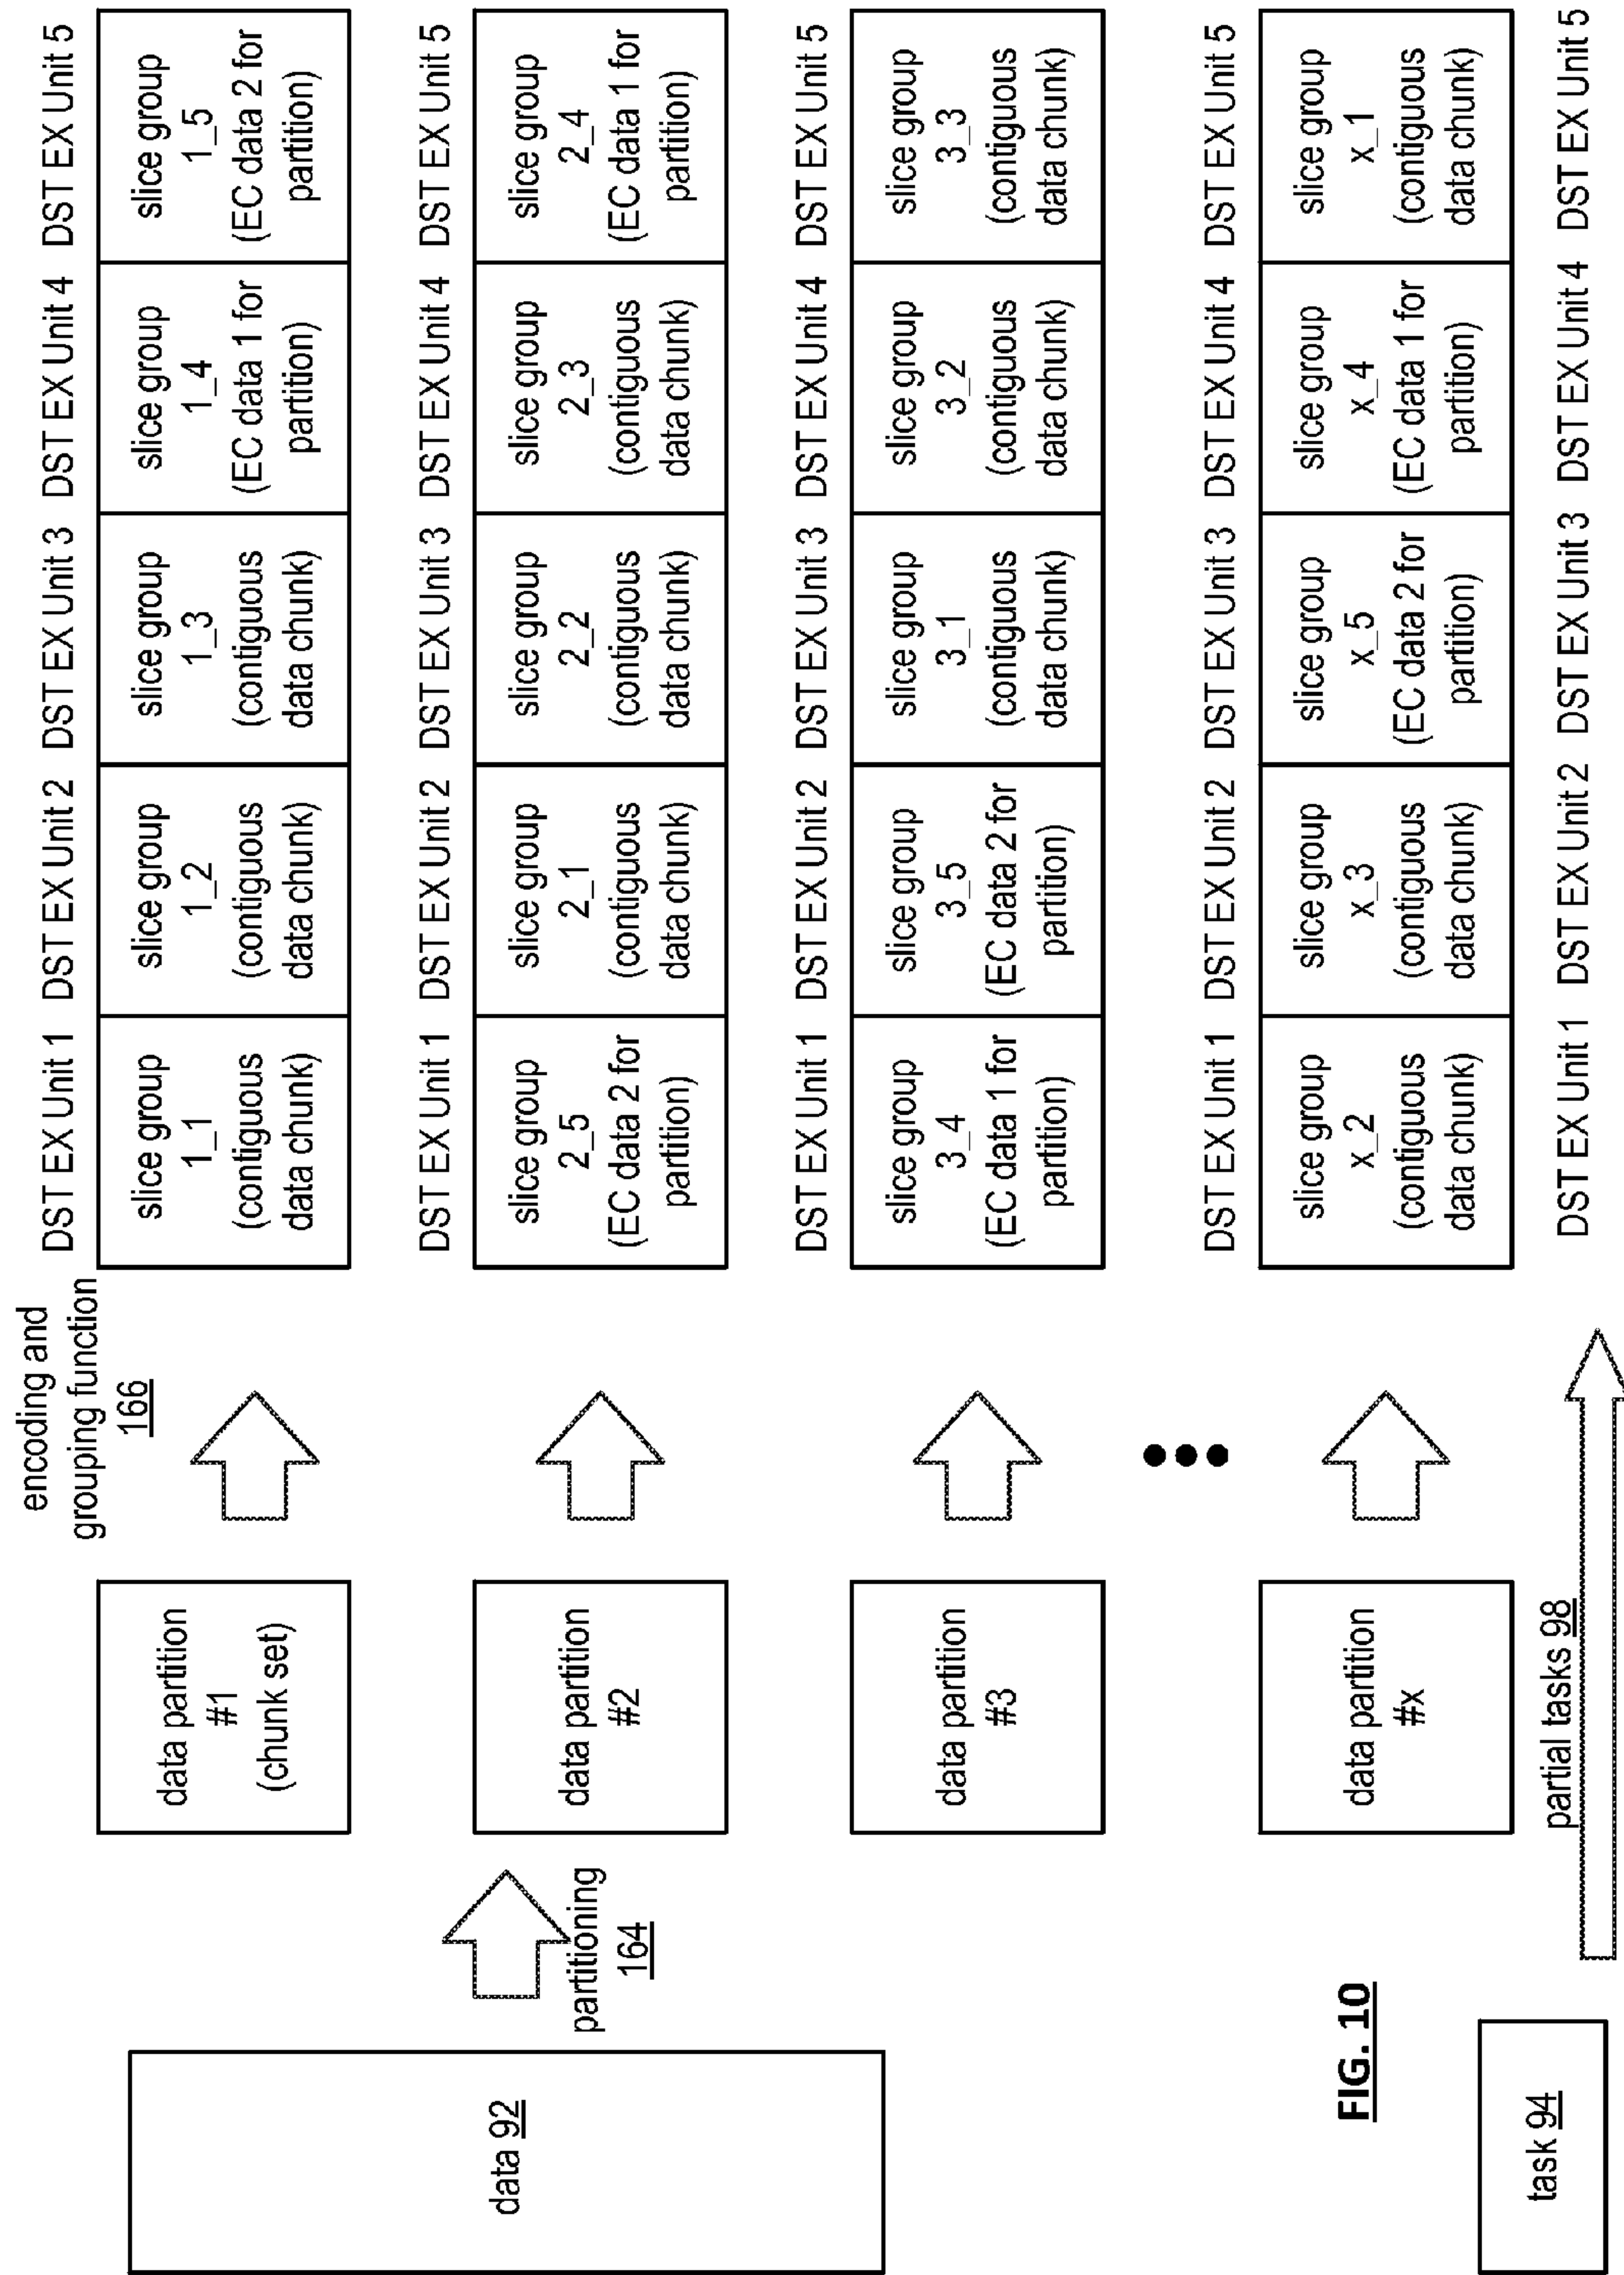 data 92
partitioning
164
data partition
#1
(chunk set)
data partition
#2
data partition
#3
data partition
#x
encoding and
grouping function
166
DST EX Unit 1
DST EX Unit 2
DST EX Unit 3
DST EX Unit 4
DST EX Unit 5
slice group
1_1
(contiguous
data chunk)
slice group
1_2
(contiguous
data chunk)
slice group
1_3
(contiguous
data chunk)
slice group
1_4
(EC data 1 for
partition)
slice group
1_5
(EC data 2 for
partition)
DST EX Unit 1
DST EX Unit 2
DST EX Unit 3
DST EX Unit 4
DST EX Unit 5
slice group
2_5
(EC data 2 for
partition)
slice group
2_1
(contiguous
data chunk)
slice group
2_2
(contiguous
data chunk)
slice group
2_3
(contiguous
data chunk)
slice group
2_4
(EC data 1 for
partition)
DST EX Unit 1
DST EX Unit 2
DST EX Unit 3
DST EX Unit 4
DST EX Unit 5
slice group
3_4
(EC data 1 for
partition)
slice group
3_5
(EC data 2 for
partition)
slice group
3_1
(contiguous
data chunk)
slice group
3_2
(contiguous
data chunk)
slice group
3_3
(contiguous
data chunk)
DST EX Unit 1
DST EX Unit 2
DST EX Unit 3
DST EX Unit 4
DST EX Unit 5
slice group
x_2
(contiguous
data chunk)
slice group
x_3
(contiguous
data chunk)
slice group
x_5
(EC data 2 for
partition)
slice group
x_4
(EC data 1 for
partition)
slice group
x_1
(contiguous
data chunk)
FIG. 10
task 94
partial tasks 98
DST EX Unit 1
DST EX Unit 2
DST EX Unit 3
DST EX Unit 4
DST EX Unit 5